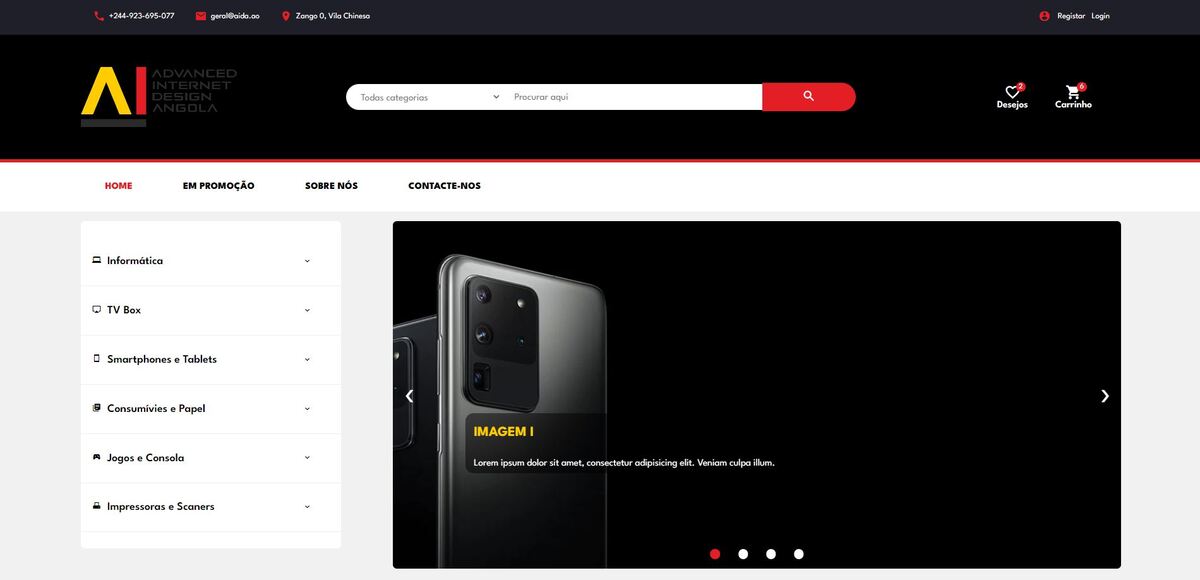 +244-923-695-077
geral@aida.ao
Zango 0, Vila Chinesa
Registar
Login
AI
ADVANCED
INTERNET
DESIGN
ANGOLA
Todas categorias
Procurar aqui
2
Desejos
6
Carrinho
HOME
EM PROMOÇÃO
SOBRE NÓS
CONTACTE-NOS
Informática
TV Box
Smartphones e Tablets
Consumívies e Papel
Jogos e Consola
Impressoras e Scaners
IMAGEM I
Lorem ipsum dolor sit amet, consectetur adipisicing elit. Veniam culpa illum.